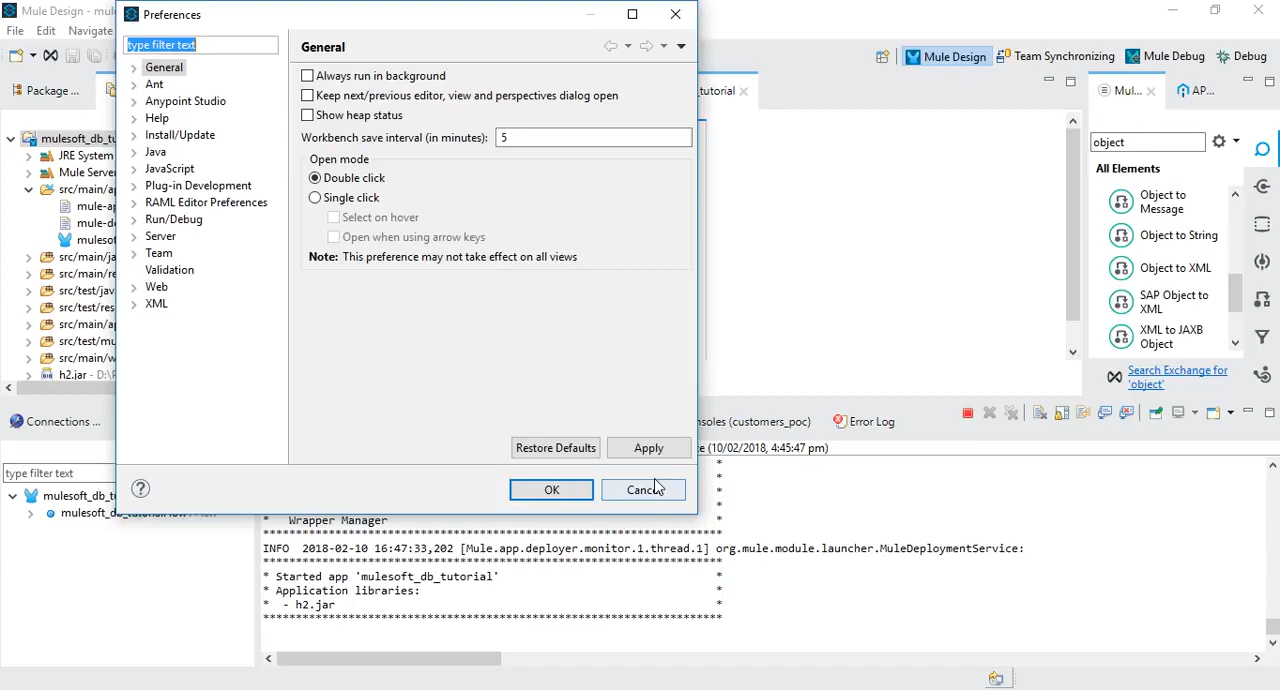 Mule Design - mul
File Edit Navigate
Package ...
mulesoft_db_tu
JRE System
Mule Server
src/main/a
mule-ap
mule-de
mulesof
src/main/ja
src/main/re
src/test/jav
src/test/res
src/main/ap
src/test/mu
src/main/w
h2.jar - D:\P
Connections ...
type filter text
mulesoft_db_tu
Preferences
type filter text
General
Ant
Anypoint Studio
Help
Install/Update
Java
JavaScript
Plug-in Development
RAML Editor Preferences
Run/Debug
Server
Team
Validation
Web
XML
General
Always run in background
Keep next/previous editor, view and perspectives dialog open
Show heap status
Workbench save interval (in minutes): 5
Open mode
Double click
Single click
Select on hover
Open when using arrow keys
Note: This preference may not take effect on all views
Restore Defaults Apply
OK Cancel
Mule Design Team Synchronizing Mule Debug Debug
tutorial
Mul... AP...
object
All Elements
Object to
Message
Object to String
Object to XML
SAP Object to
XML
XML to JAXB
Object
Search Exchange for
'object'
nsoles (customers_poc) Error Log
e (10/02/2018, 4:45:47 pm)
*
*
*
*
* Wrapper Manager *
**********************************************************************
INFO 2018-02-10 16:47:33,202 [Mule.app.deployer.monitor.1.thread.1] org.mule.module.launcher.MuleDeploymentService:
**********************************************************************
* Started app 'mulesoft_db_tutorial' *
* Application libraries: *
* - h2.jar *
**********************************************************************